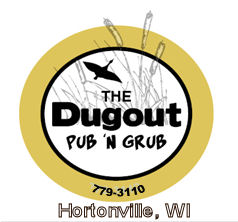 THE
Dugout
PUB 'N GRUB
779-3110
Hortonville, WI